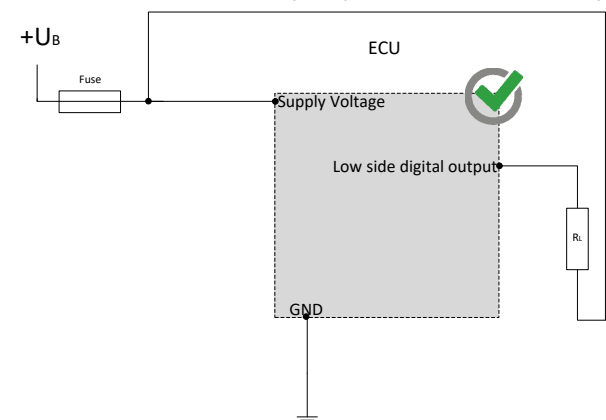 +UB
ECU
Fuse
Supply Voltage
Low side digital output
RL
GND